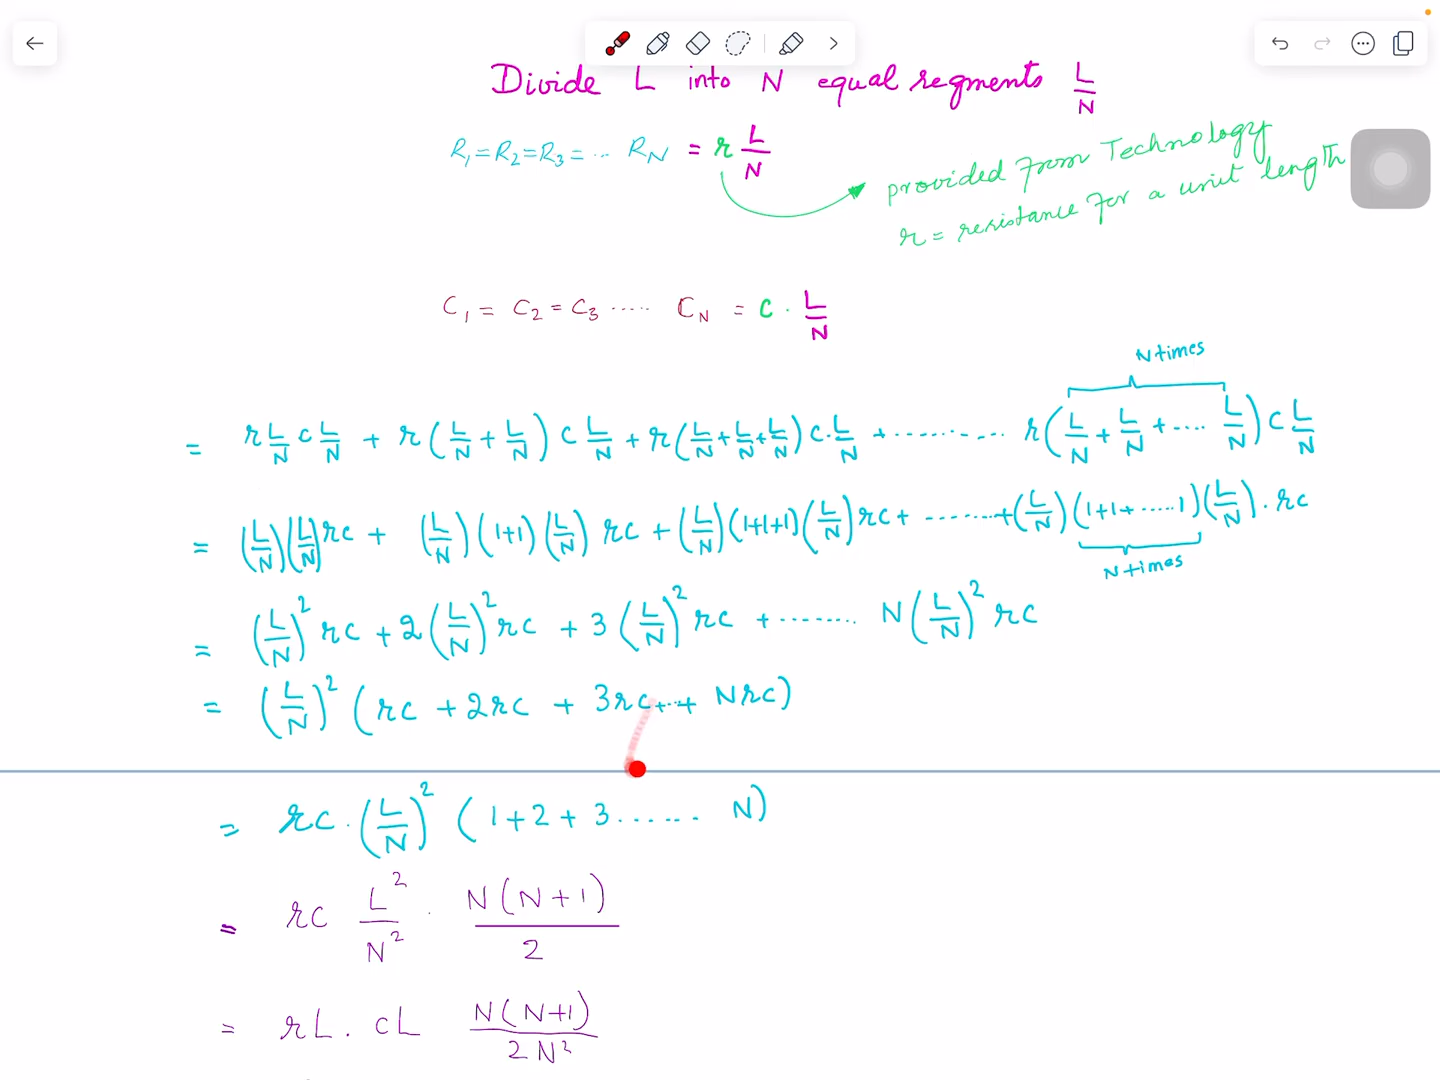 Divide L into N equal segments L/N
R₁=R₂=R₃=... R_N = r L/N
provided from Technology
r = resistance for a unit length
C₁ = C₂ = C₃ ..... C_N = c · L/N
N times
= r L/N c L/N + r(L/N + L/N) c L/N + r(L/N + L/N + L/N) c· L/N + .......... r(L/N + L/N + .... L/N) c L/N
= (L/N)(L/N)rc + (L/N)(1+1)(L/N) rc + (L/N)(1+1+1)(L/N)rc + ....... +(L/N)(1+1+.....1)(L/N)· rc
N times
= (L/N)² rc + 2(L/N)² rc + 3(L/N)² rc + ........ N(L/N)² rc
= (L/N)² (rc + 2rc + 3rc+..+ Nrc)
= rc·(L/N)² (1+2+3...... N)
= rc L²/N² · N(N+1)/2
= rL. cL N(N+1)/2N²